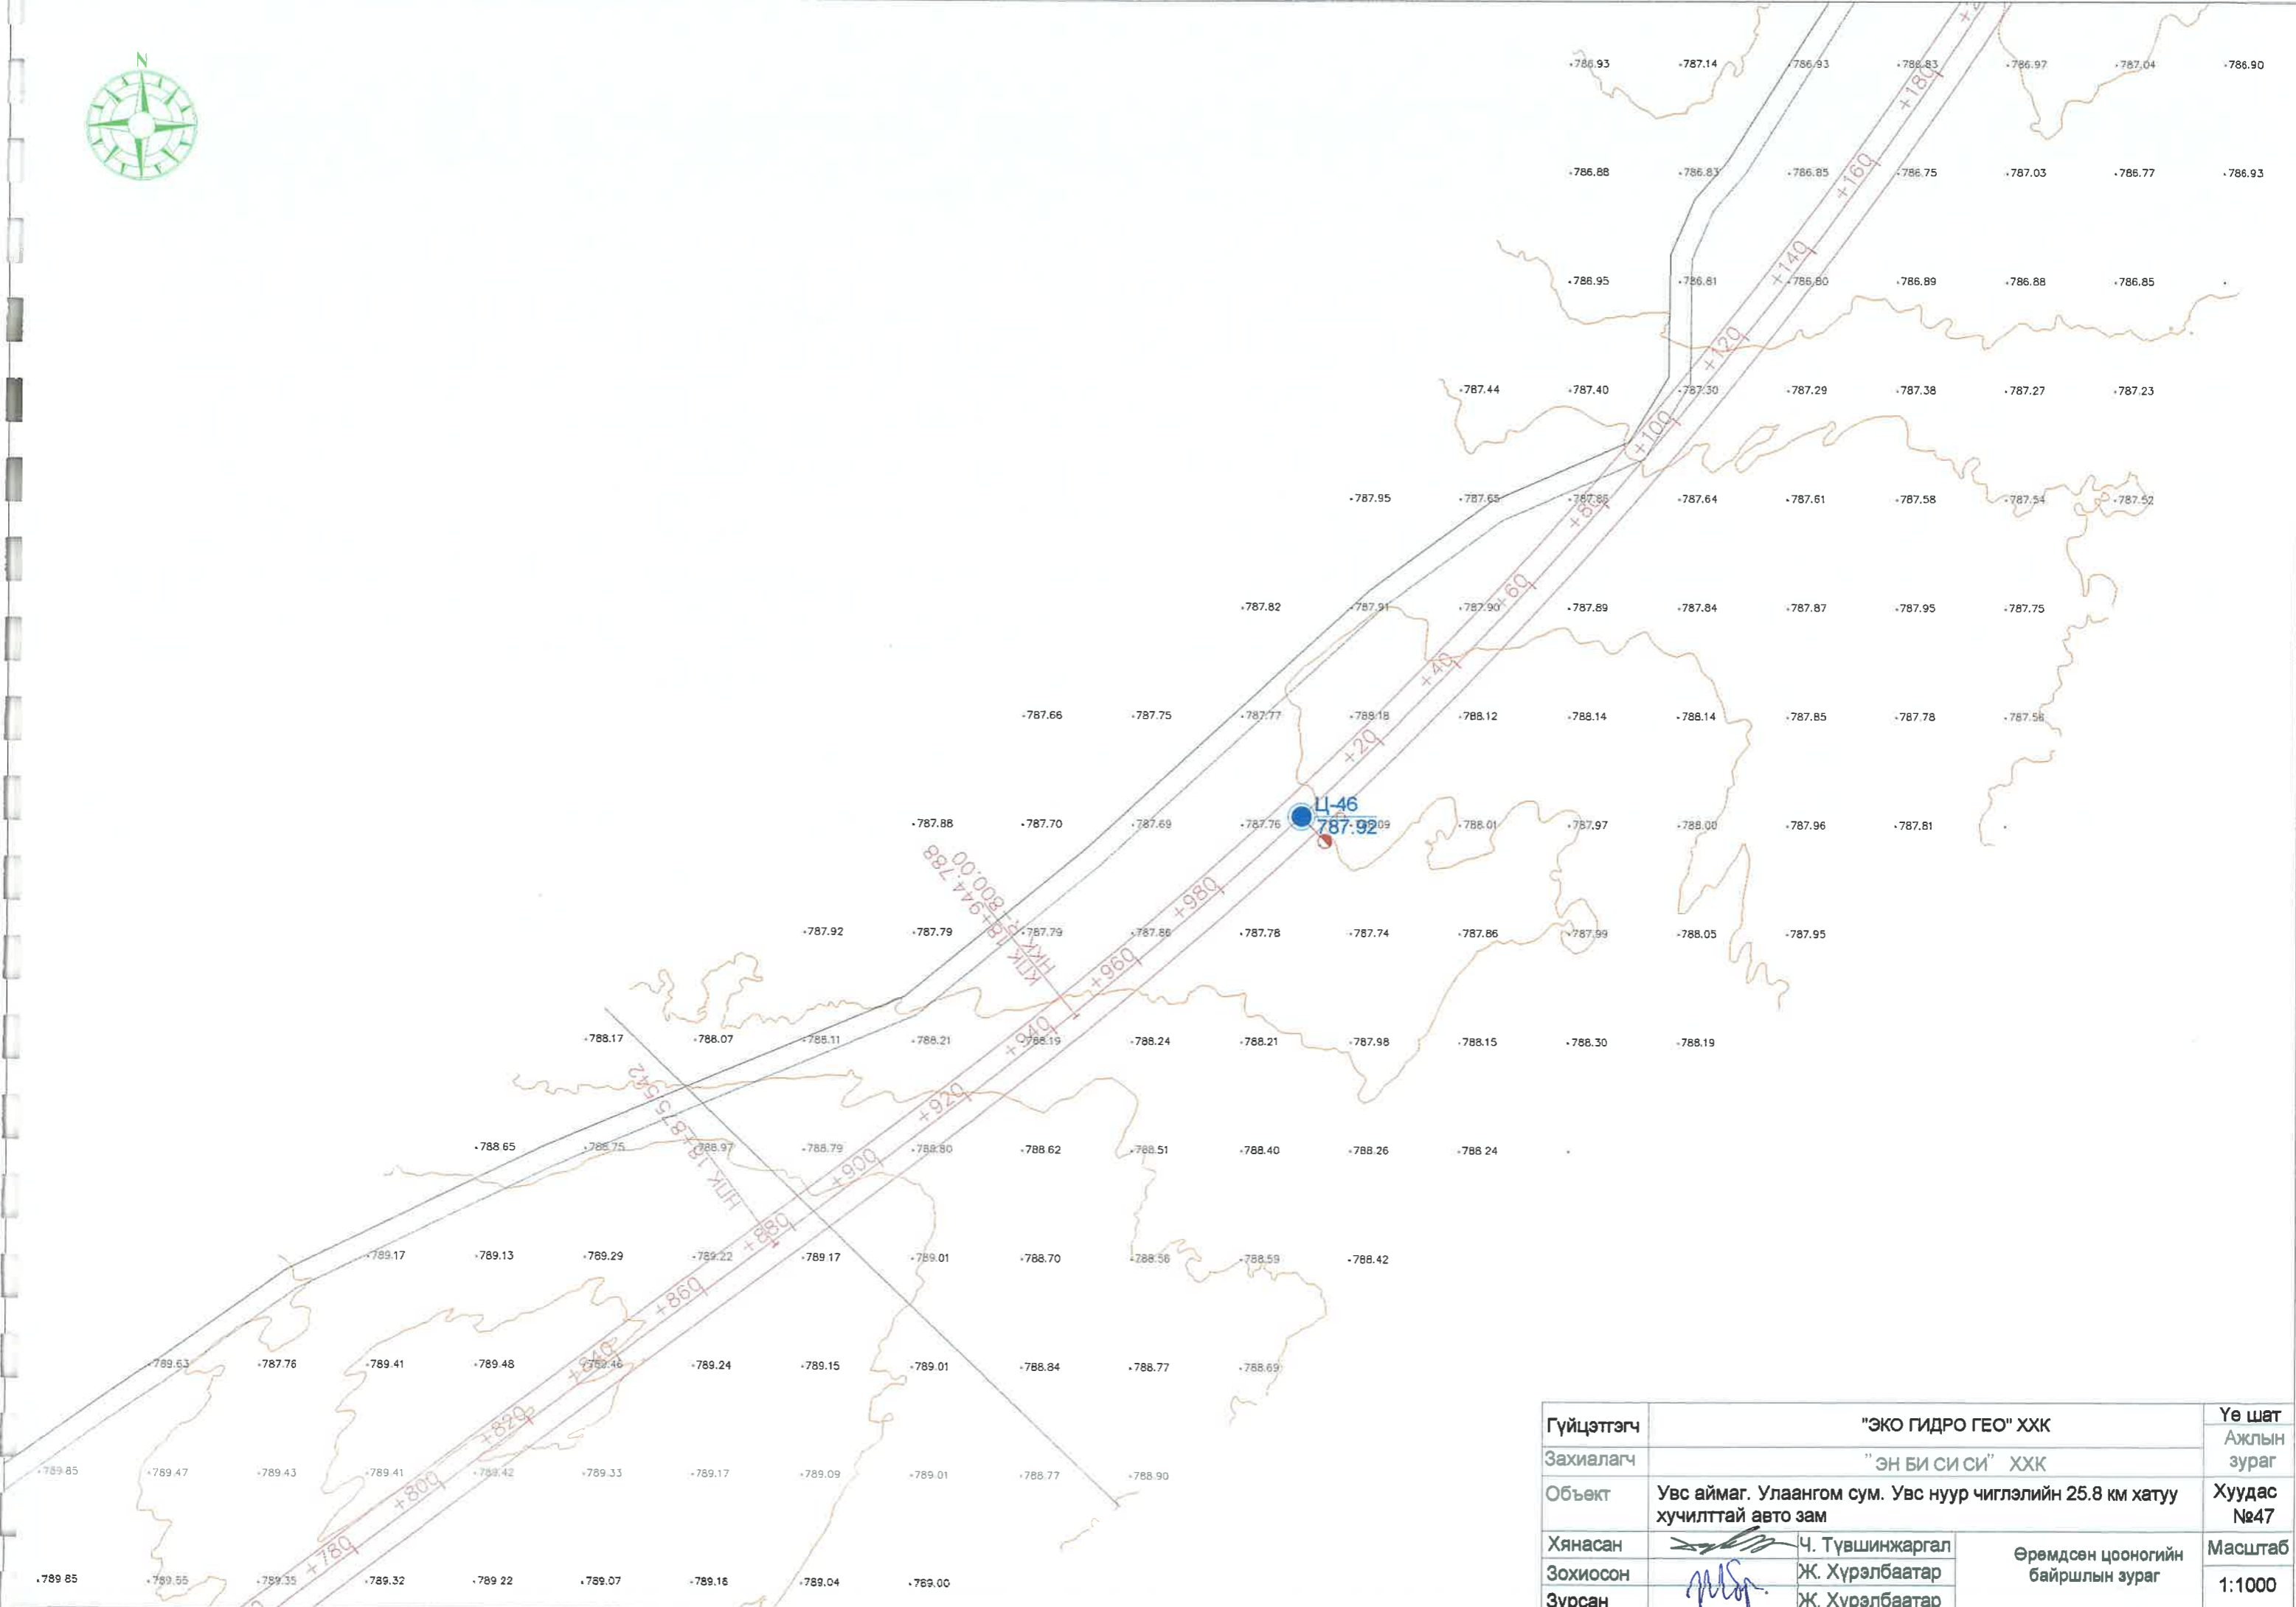 N
786.93 787.14 786.93 786.83 786.97 787.04 786.90
+180
786.88 786.83 786.85 786.75 787.03 786.77 786.93
+160
+140
786.95 786.81 786.80 786.89 786.88 786.85
+120
787.44 787.40 787.30 787.29 787.38 787.27 787.23
+100
787.95 787.65 787.64 787.61 787.58 787.54 787.52
+80
787.82 787.91 787.90 787.89 787.84 787.87 787.95 787.75
+60
+40
787.66 787.75 787.77 788.18 788.12 788.14 788.14 787.85 787.78 787.56
+20
Ц-46
787.92
787.88 787.70 787.69 787.76 788.01 787.97 788.00 787.96 787.81
КПК 18+944.788
НКК
+980
787.92 787.79 787.79 787.86 787.78 787.74 787.86 787.99 788.05 787.95
+960
788.17 788.07 788.11 788.21 788.19 788.24 788.21 787.98 788.15 788.30 788.19
+940
НПК 18+875.542
+920
788.65 788.75 788.97 788.79 788.80 788.62 788.51 788.40 788.26 788.24
+900
+880
789.17 789.13 789.29 789.22 789.17 789.01 788.70 788.56 788.59 788.42
+860
789.63 787.76 789.41 789.48 789.46 789.24 789.15 789.01 788.84 788.77 788.69
+840
+820
789.85 789.47 789.43 789.41 789.42 789.33 789.17 789.09 789.01 788.77 788.90
+800
+780
789.85 789.55 789.35 789.32 789.22 789.07 789.16 789.04 789.00
Гүйцэтгэгч "ЭКО ГИДРО ГЕО" ХХК Үе шат
Ажлын
зураг
Захиалагч "ЭН БИ СИ СИ" ХХК
Объект Увс аймаг. Улаангом сум. Увс нуур чиглэлийн 25.8 км хатуу
хучилттай авто зам
Хуудас
№47
Хянасан Ч. Түвшинжаргал
Зохиосон Ж. Хүрэлбаатар
Зурсан Ж. Хүрэлбаатар
Өрөмдсөн цооногийн
байршлын зураг
Масштаб
1:1000